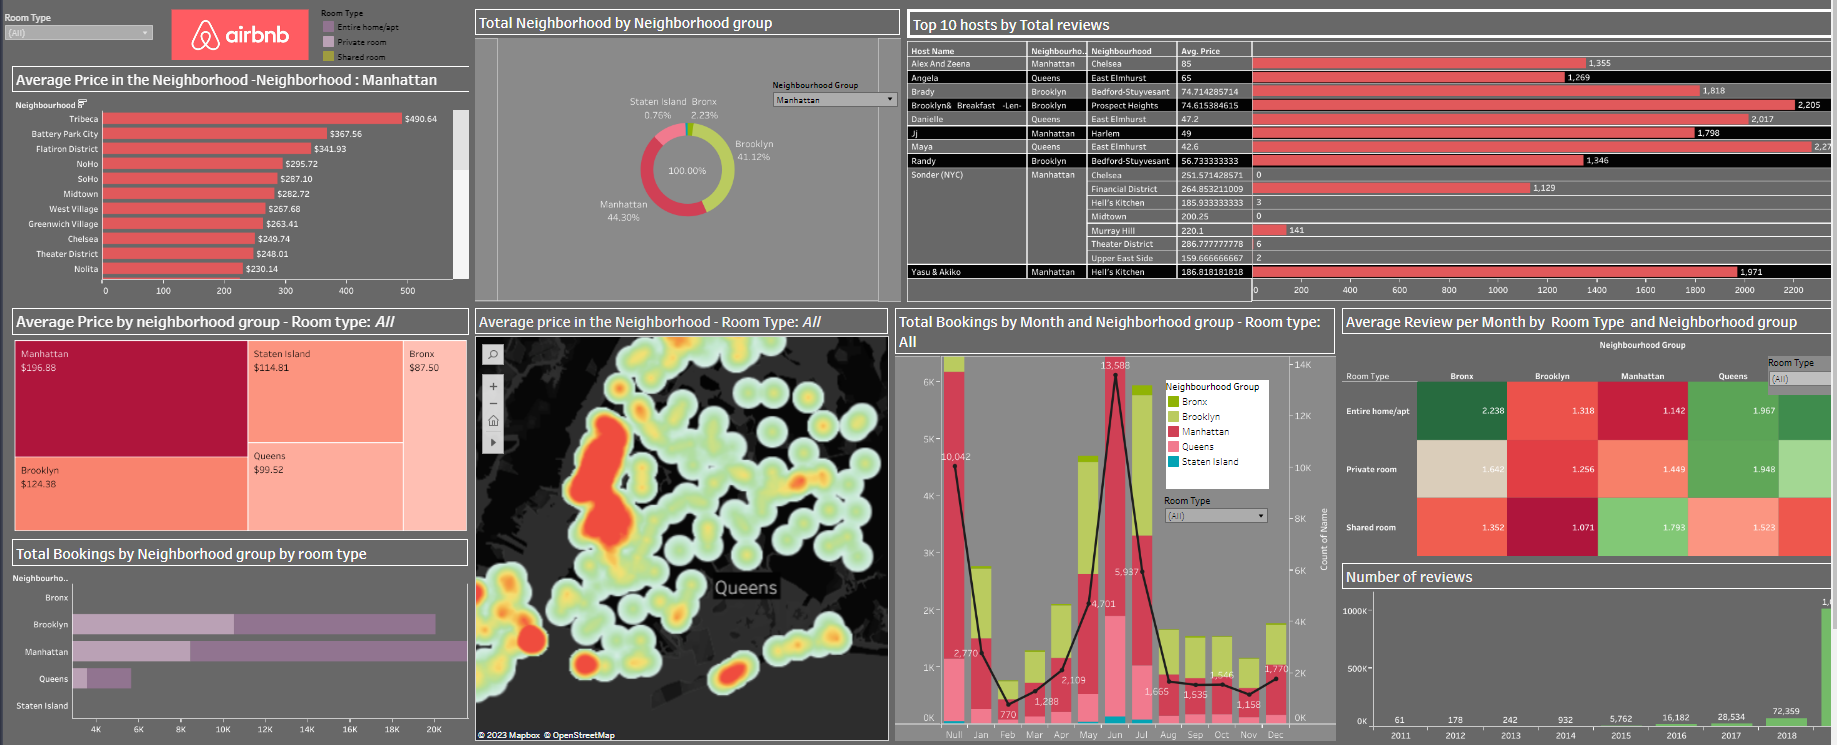 Room Type
(All)
airbnb
Room Type
Entire home/apt
Private room
Shared room
Average Price in the Neighborhood -Neighborhood : Manhattan
Neighbourhood
Tribeca $490.64
Battery Park City $367.56
Flatiron District $341.93
NoHo $295.72
SoHo $287.10
Midtown $282.72
West Village $267.68
Greenwich Village $263.41
Chelsea $249.74
Theater District $248.01
Nolita $230.14
0 100 200 300 400 500
Total Neighborhood by Neighborhood group
Neighbourhood Group
Manhattan
Staten Island
0.76%
Bronx
2.23%
Brooklyn
41.12%
100.00%
Manhattan
44.30%
Top 10 hosts by Total reviews
Host Name Neighbourho.. Neighbourhood Avg. Price
Alex And Zeena Manhattan Chelsea 85 1,355
Angela Queens East Elmhurst 65 1,269
Brady Brooklyn Bedford-Stuyvesant 74.714285714 1,818
Brooklyn& Breakfast -Len- Brooklyn Prospect Heights 74.615384615 2,205
Danielle Queens East Elmhurst 47.2 2,017
Jj Manhattan Harlem 49 1,798
Maya Queens East Elmhurst 42.6 2,27
Randy Brooklyn Bedford-Stuyvesant 56.733333333 1,346
Sonder (NYC) Manhattan Chelsea 251.571428571 0
Financial District 264.853211009 1,129
Hell's Kitchen 185.933333333 3
Midtown 200.25 0
Murray Hill 220.1 141
Theater District 286.777777778 6
Upper East Side 159.666666667 2
Yasu & Akiko Manhattan Hell's Kitchen 186.818181818 1,971
0 200 400 600 800 1000 1200 1400 1600 1800 2000 2200
Average Price by neighborhood group - Room type: All
Manhattan
$196.88
Staten Island
$114.81
Bronx
$87.50
Brooklyn
$124.38
Queens
$99.52
Total Bookings by Neighborhood group by room type
Neighbourho..
Bronx
Brooklyn
Manhattan
Queens
Staten Island
4K 6K 8K 10K 12K 14K 16K 18K 20K
Average price in the Neighborhood - Room Type: All
Queens
© 2023 Mapbox © OpenStreetMap
Total Bookings by Month and Neighborhood group - Room type:
All
6K
5K
4K
3K
2K
1K
0K
14K
12K
10K
8K
6K
4K
2K
0K
Count of Name
10,042
2,770
770
1,288
2,109
4,701
13,588
5,937
1,665
1,535
1,546
1,158
1,770
Null Jan Feb Mar Apr May Jun Jul Aug Sep Oct Nov Dec
Neighbourhood Group
Bronx
Brooklyn
Manhattan
Queens
Staten Island
Room Type
(All)
Average Review per Month by Room Type and Neighborhood group
Neighbourhood Group
Room Type
(All)
Room Type Bronx Brooklyn Manhattan Queens
Entire home/apt 2.238 1.318 1.142 1.967
Private room 1.642 1.256 1.449 1.948
Shared room 1.352 1.071 1.793 1.523
Number of reviews
1000K
500K
0K
61 178 242 932 5,762 16,182 28,534 72,359
2011 2012 2013 2014 2015 2016 2017 2018